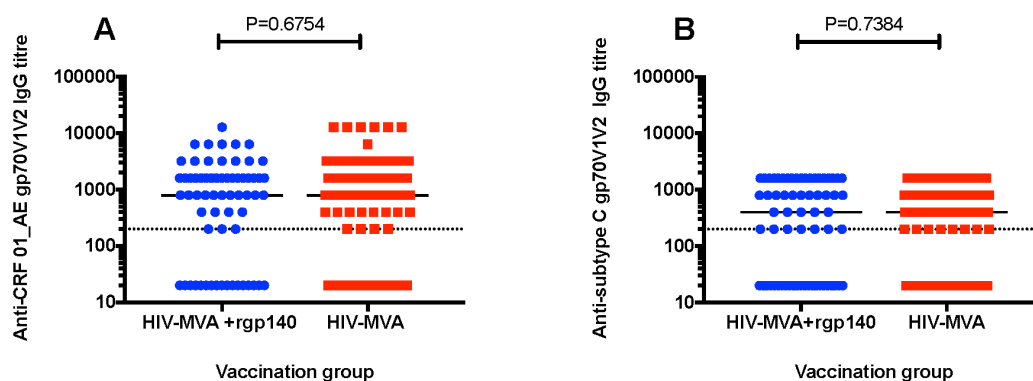 A
P=0.6754
Anti-CRF 01_AE gp70V1V2 IgG titre
100000
10000
1000
100
10
HIV-MVA +rgp140
HIV-MVA
Vaccination group
B
P=0.7384
Anti-subtype C gp70V1V2 IgG titre
100000
10000
1000
100
10
HIV-MVA+rgp140
HIV-MVA
Vaccination group